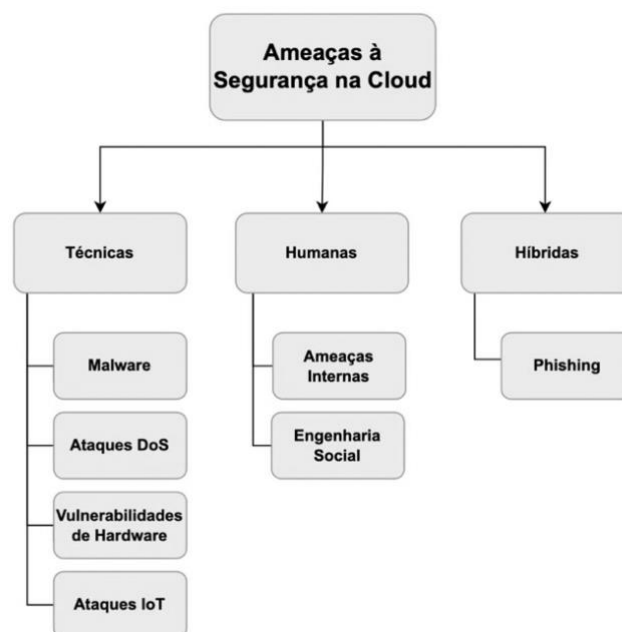 Ameaças à
Segurança na Cloud
Técnicas
Humanas
Híbridas
Malware
Ataques DoS
Vulnerabilidades
de Hardware
Ataques IoT
Ameaças
Internas
Engenharia
Social
Phishing